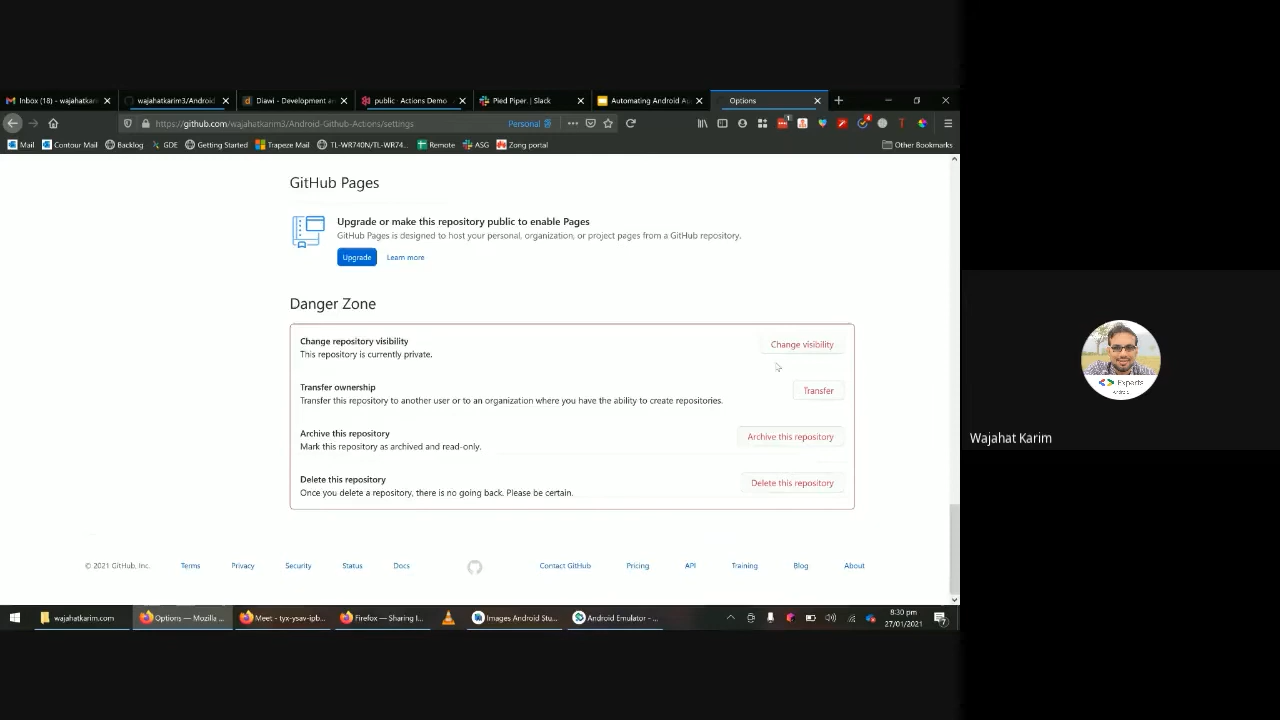 Inbox (18) - wajahatkarim
wajahatkarim3/Android
Diawi - Development a
public · Actions Demo
Pied Piper. | Slack
Automating Android A
Options
https://github.com/wajahatkarim3/Android-Github-Actions/settings
Personal
1
4
Mail
Contour Mail
Backlog
GDE
Getting Started
Trapeze Mail
TL-WR740N/TL-WR74...
Remote
ASG
Zong portal
Other Bookmarks
GitHub Pages
Upgrade or make this repository public to enable Pages
GitHub Pages is designed to host your personal, organization, or project pages from a GitHub repository.
Upgrade
Learn more
Danger Zone
Change repository visibility
This repository is currently private.
Change visibility
Transfer ownership
Transfer this repository to another user or to an organization where you have the ability to create repositories.
Transfer
Archive this repository
Mark this repository as archived and read-only.
Archive this repository
Delete this repository
Once you delete a repository, there is no going back. Please be certain.
Delete this repository
© 2021 GitHub, Inc.
Terms
Privacy
Security
Status
Docs
Contact GitHub
Pricing
API
Training
Blog
About
Experts
Android
Wajahat Karim
wajahatkarim.com
Options — Mozilla ...
Meet - tyx-ysav-ipb...
Firefox — Sharing I...
Images Android Stu...
Android Emulator - ...
8:30 pm
27/01/2021